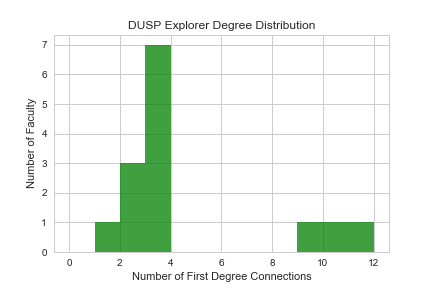 DUSP Explorer Degree Distribution
7
6
5
4
3
2
1
0
Number of Faculty
0 2 4 6 8 10 12
Number of First Degree Connections